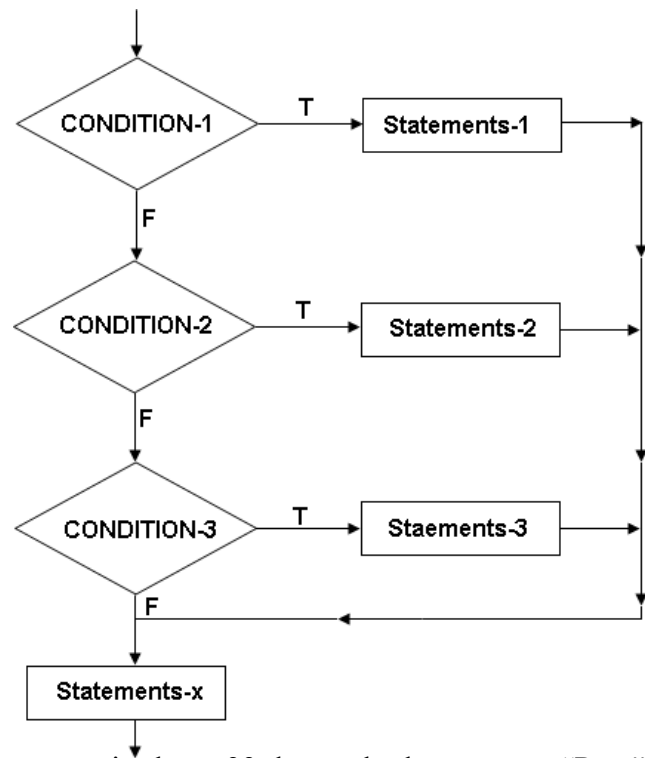 CONDITION-1
T
Statements-1
F
CONDITION-2
T
Statements-2
F
CONDITION-3
T
Staements-3
F
Statements-x